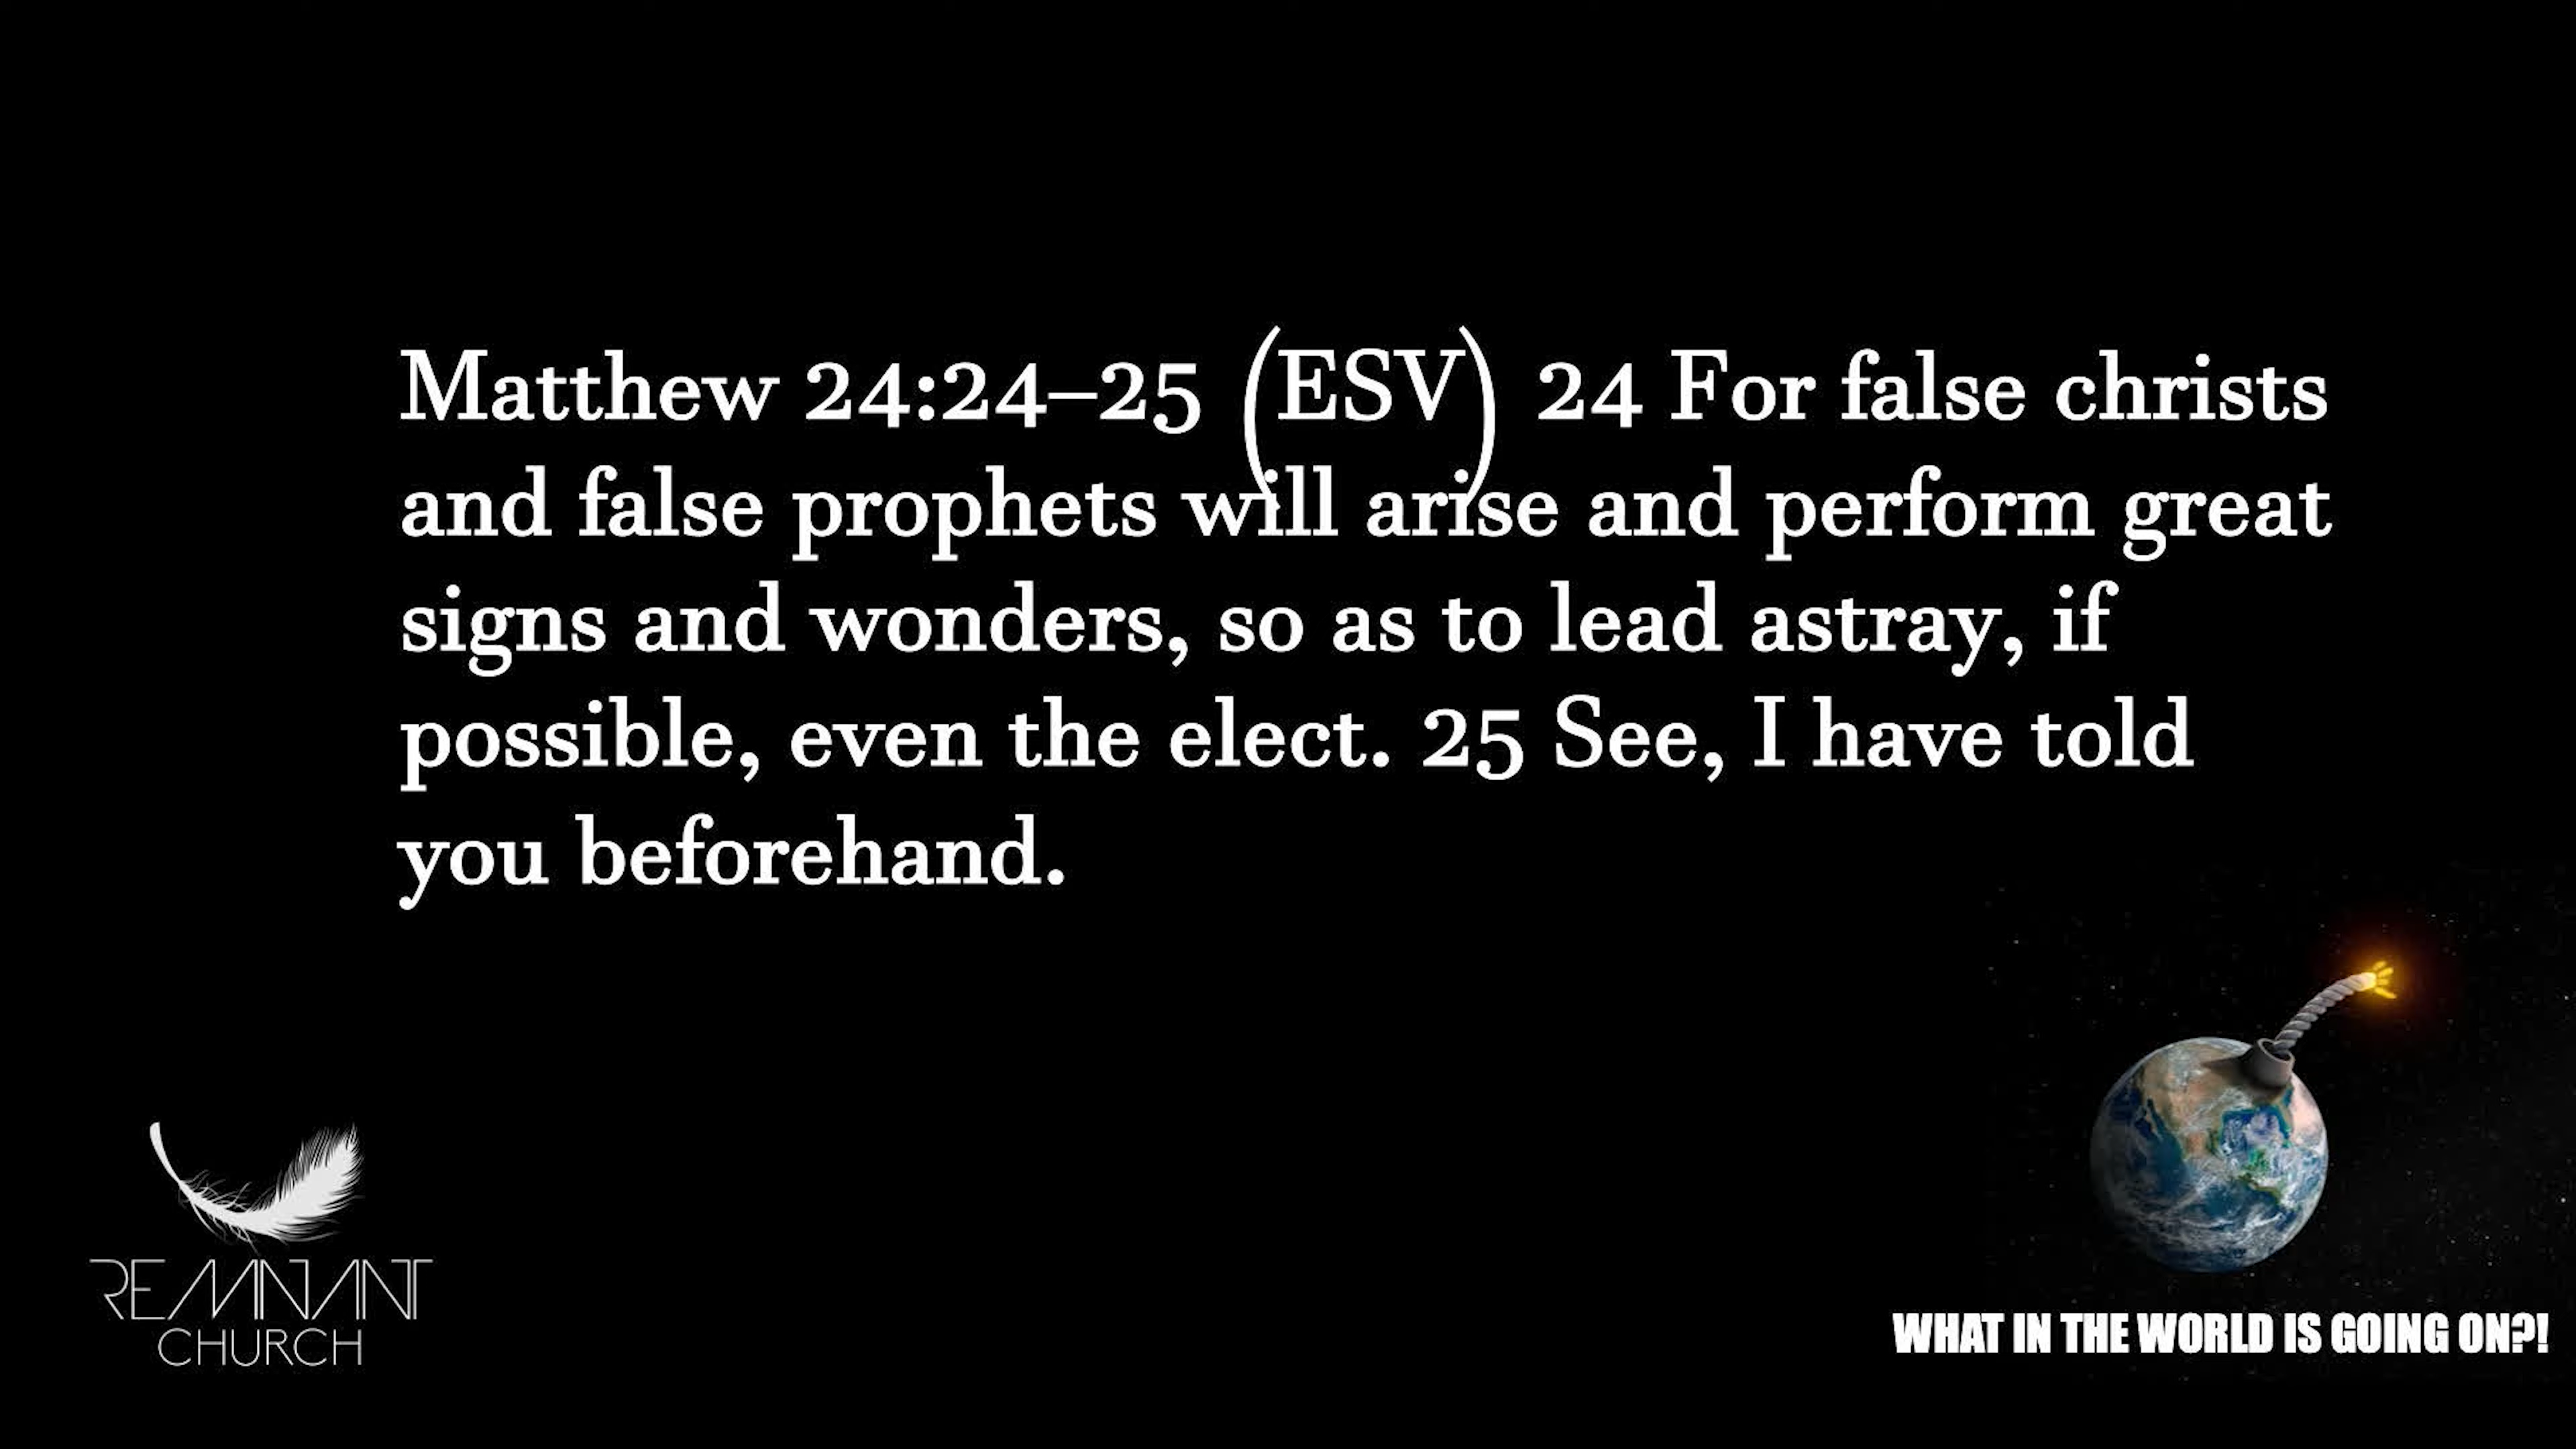 Matthew 24:24–25 (ESV) 24 For false christs
and false prophets will arise and perform great
signs and wonders, so as to lead astray, if
possible, even the elect. 25 See, I have told
you beforehand.
REMNANT
CHURCH
WHAT IN THE WORLD IS GOING ON?!